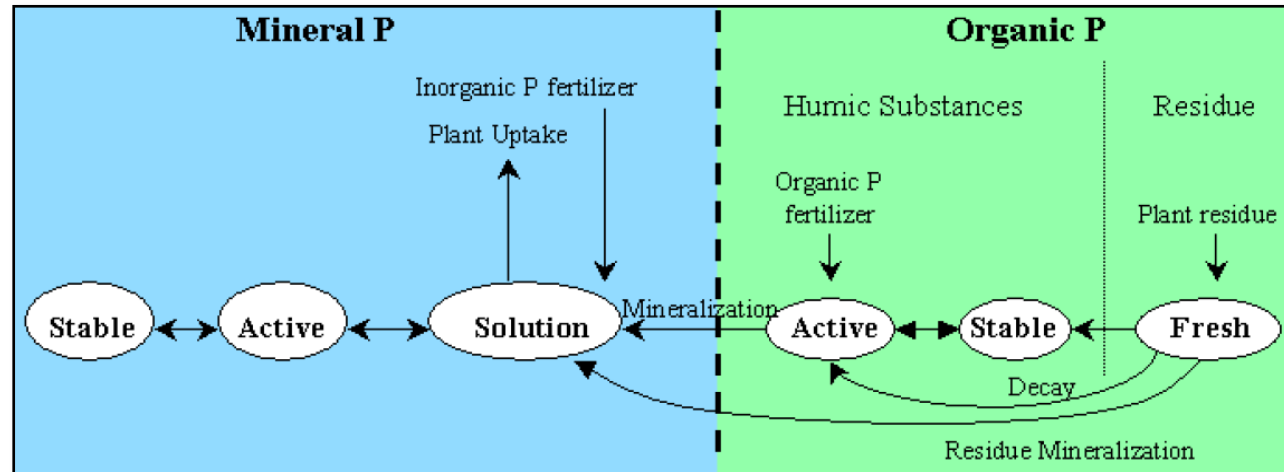 Mineral P
Organic P
Inorganic P fertilizer
Plant Uptake
Humic Substances
Residue
Organic P
fertilizer
Plant residue
Stable
Active
Solution
Mineralization
Active
Stable
Fresh
Decay
Residue Mineralization